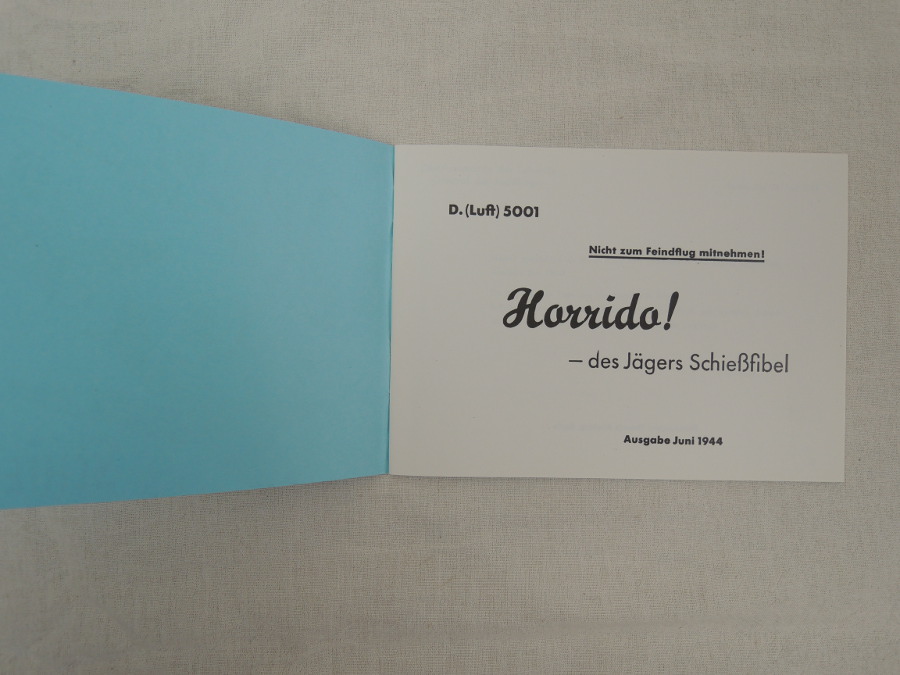 D.(Luft) 5001
Nicht zum Feindflug mitnehmen!
Horrido!
– des Jägers Schießfibel
Ausgabe Juni 1944